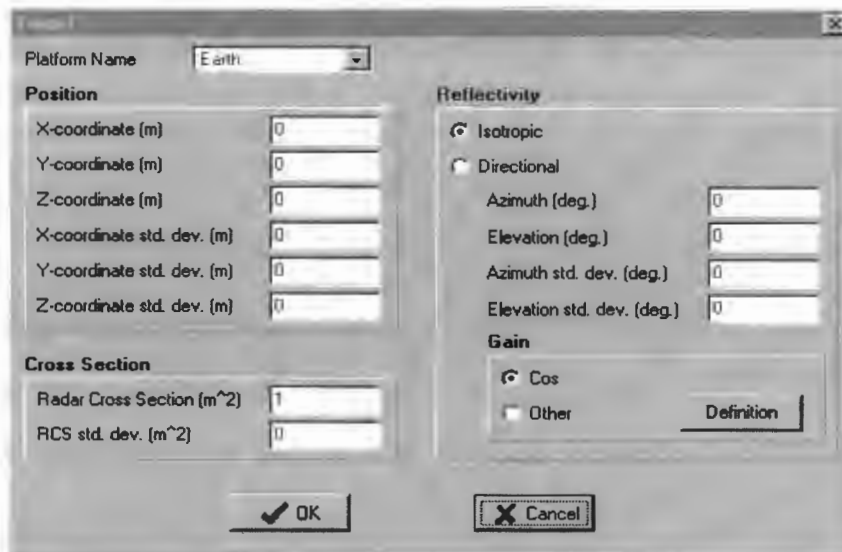 Platform Name Earth
Position
X-coordinate (m) 0
Y-coordinate (m) 0
Z-coordinate (m) 0
X-coordinate std. dev. (m) 0
Y-coordinate std. dev. (m) 0
Z-coordinate std. dev. (m) 0
Cross Section
Radar Cross Section (m^2) 1
RCS std. dev. (m^2) 0
Reflectivity
Isotropic
Directional
Azimuth (deg.) 0
Elevation (deg.) 0
Azimuth std. dev. (deg.) 0
Elevation std. dev. (deg.) 0
Gain
Cos
Other
Definition
OK
Cancel